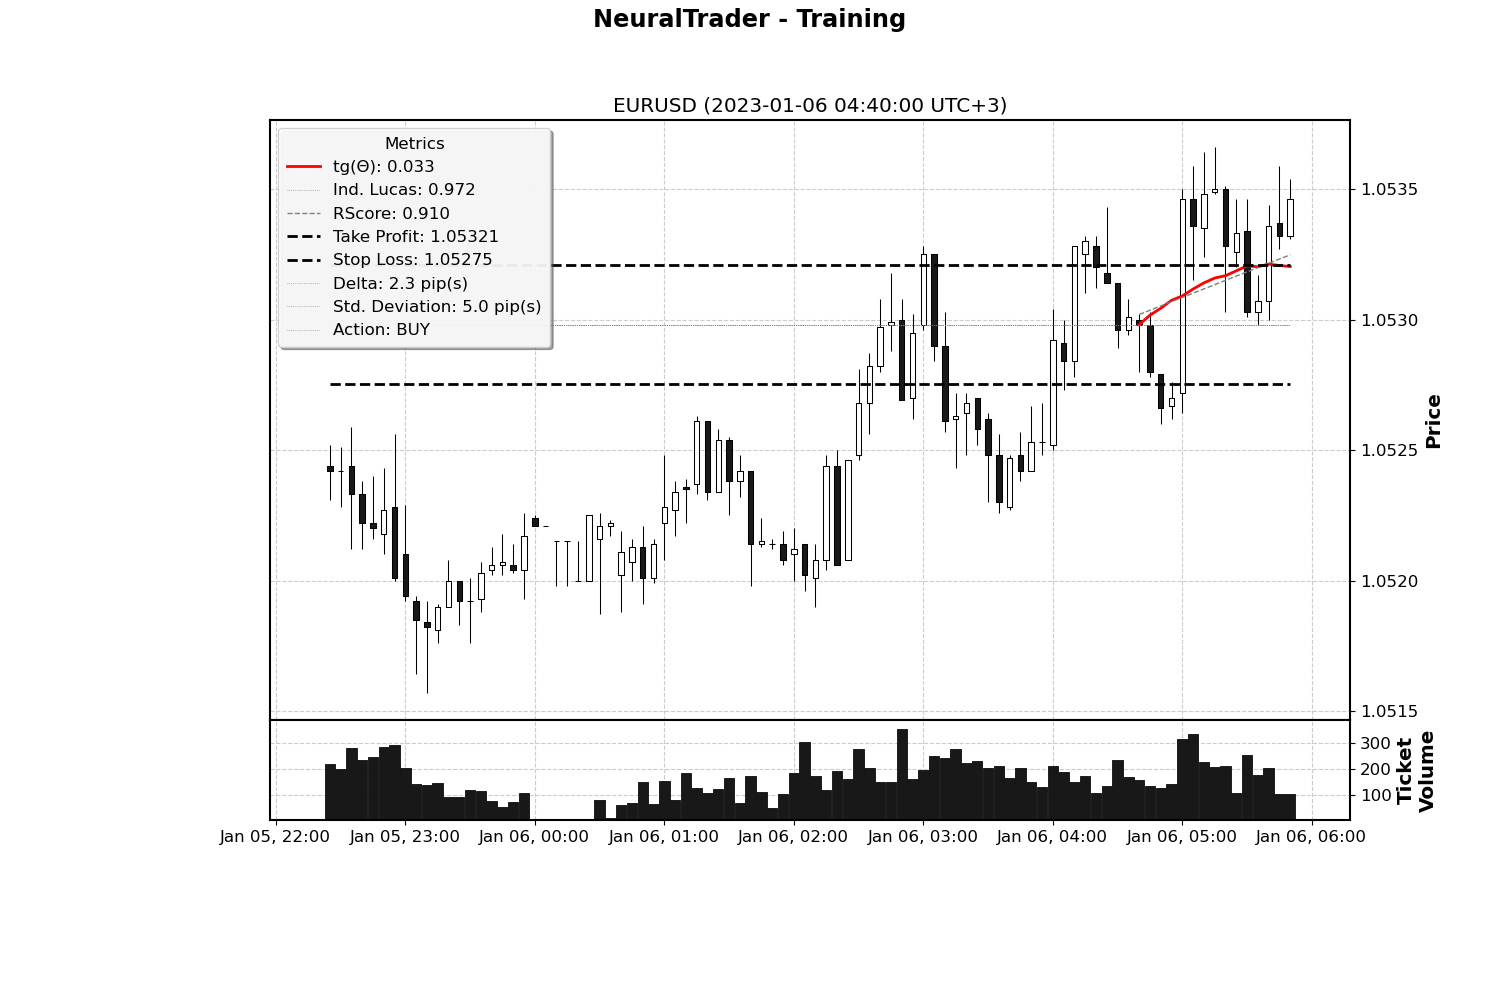 NeuralTrader - Training
EURUSD (2023-01-06 04:40:00 UTC+3)
Metrics
tg(Θ): 0.033
Ind. Lucas: 0.972
RScore: 0.910
Take Profit: 1.05321
Stop Loss: 1.05275
Delta: 2.3 pip(s)
Std. Deviation: 5.0 pip(s)
Action: BUY
1.0535
1.0530
1.0525
1.0520
1.0515
Price
300
200
100
Ticket
Volume
Jan 05, 22:00
Jan 05, 23:00
Jan 06, 00:00
Jan 06, 01:00
Jan 06, 02:00
Jan 06, 03:00
Jan 06, 04:00
Jan 06, 05:00
Jan 06, 06:00